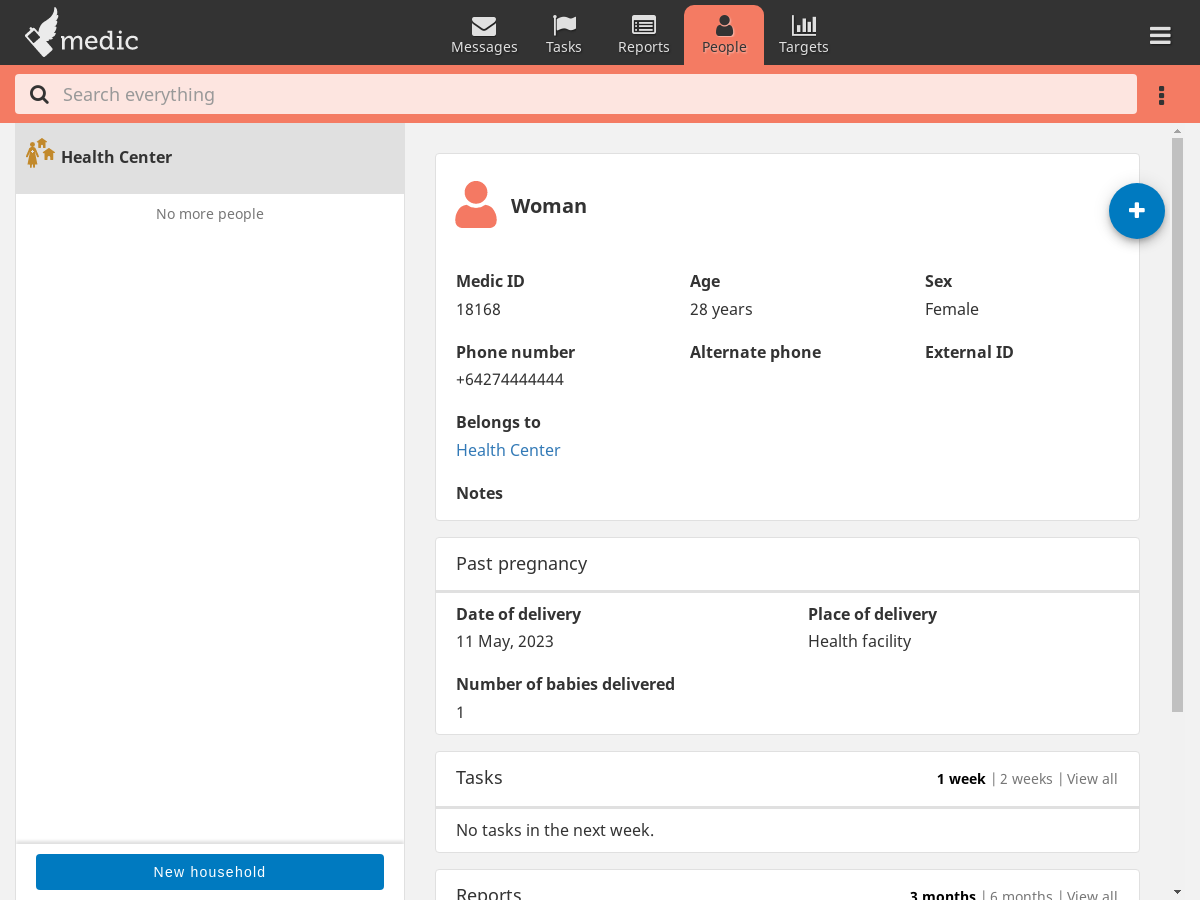 medic
Messages
Tasks
Reports
People
Targets
Search everything
Health Center
No more people
New household
Woman
Medic ID
18168
Age
28 years
Sex
Female
Phone number
+64274444444
Alternate phone
External ID
Belongs to
Health Center
Notes
Past pregnancy
Date of delivery
11 May, 2023
Place of delivery
Health facility
Number of babies delivered
1
Tasks
1 week | 2 weeks | View all
No tasks in the next week.
Reports
3 months | 6 months | View all